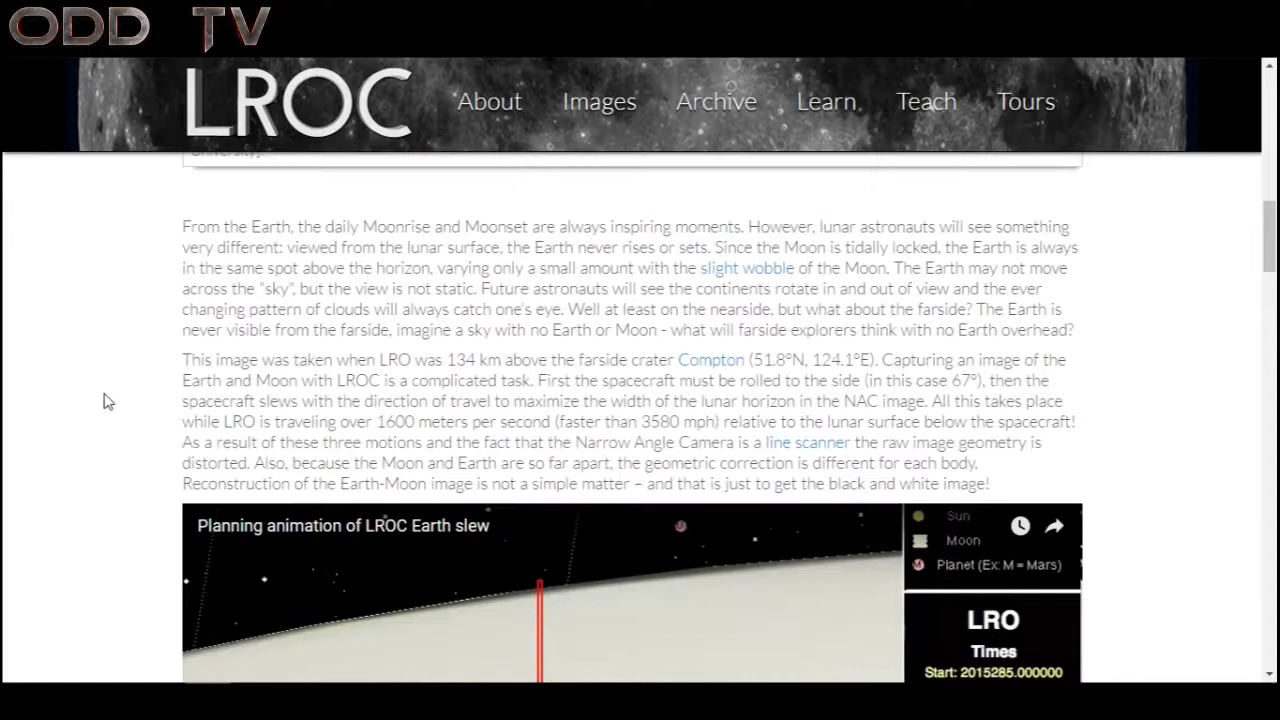 ODD TV
LROC
About Images Archive Learn Teach Tours
University].
From the Earth, the daily Moonrise and Moonset are always inspiring moments. However, lunar astronauts will see something
very different: viewed from the lunar surface, the Earth never rises or sets. Since the Moon is tidally locked, the Earth is always
in the same spot above the horizon, varying only a small amount with the slight wobble of the Moon. The Earth may not move
across the "sky", but the view is not static. Future astronauts will see the continents rotate in and out of view and the ever
changing pattern of clouds will always catch one's eye. Well at least on the nearside, but what about the farside? The Earth is
never visible from the farside, imagine a sky with no Earth or Moon - what will farside explorers think with no Earth overhead?
This image was taken when LRO was 134 km above the farside crater Compton (51.8°N, 124.1°E). Capturing an image of the
Earth and Moon with LROC is a complicated task. First the spacecraft must be rolled to the side (in this case 67°), then the
spacecraft slews with the direction of travel to maximize the width of the lunar horizon in the NAC image. All this takes place
while LRO is traveling over 1600 meters per second (faster than 3580 mph) relative to the lunar surface below the spacecraft!
As a result of these three motions and the fact that the Narrow Angle Camera is a line scanner the raw image geometry is
distorted. Also, because the Moon and Earth are so far apart, the geometric correction is different for each body.
Reconstruction of the Earth-Moon image is not a simple matter – and that is just to get the black and white image!
Planning animation of LROC Earth slew
Sun
Moon
Planet (Ex: M = Mars)
LRO
Times
Start: 2015285.000000